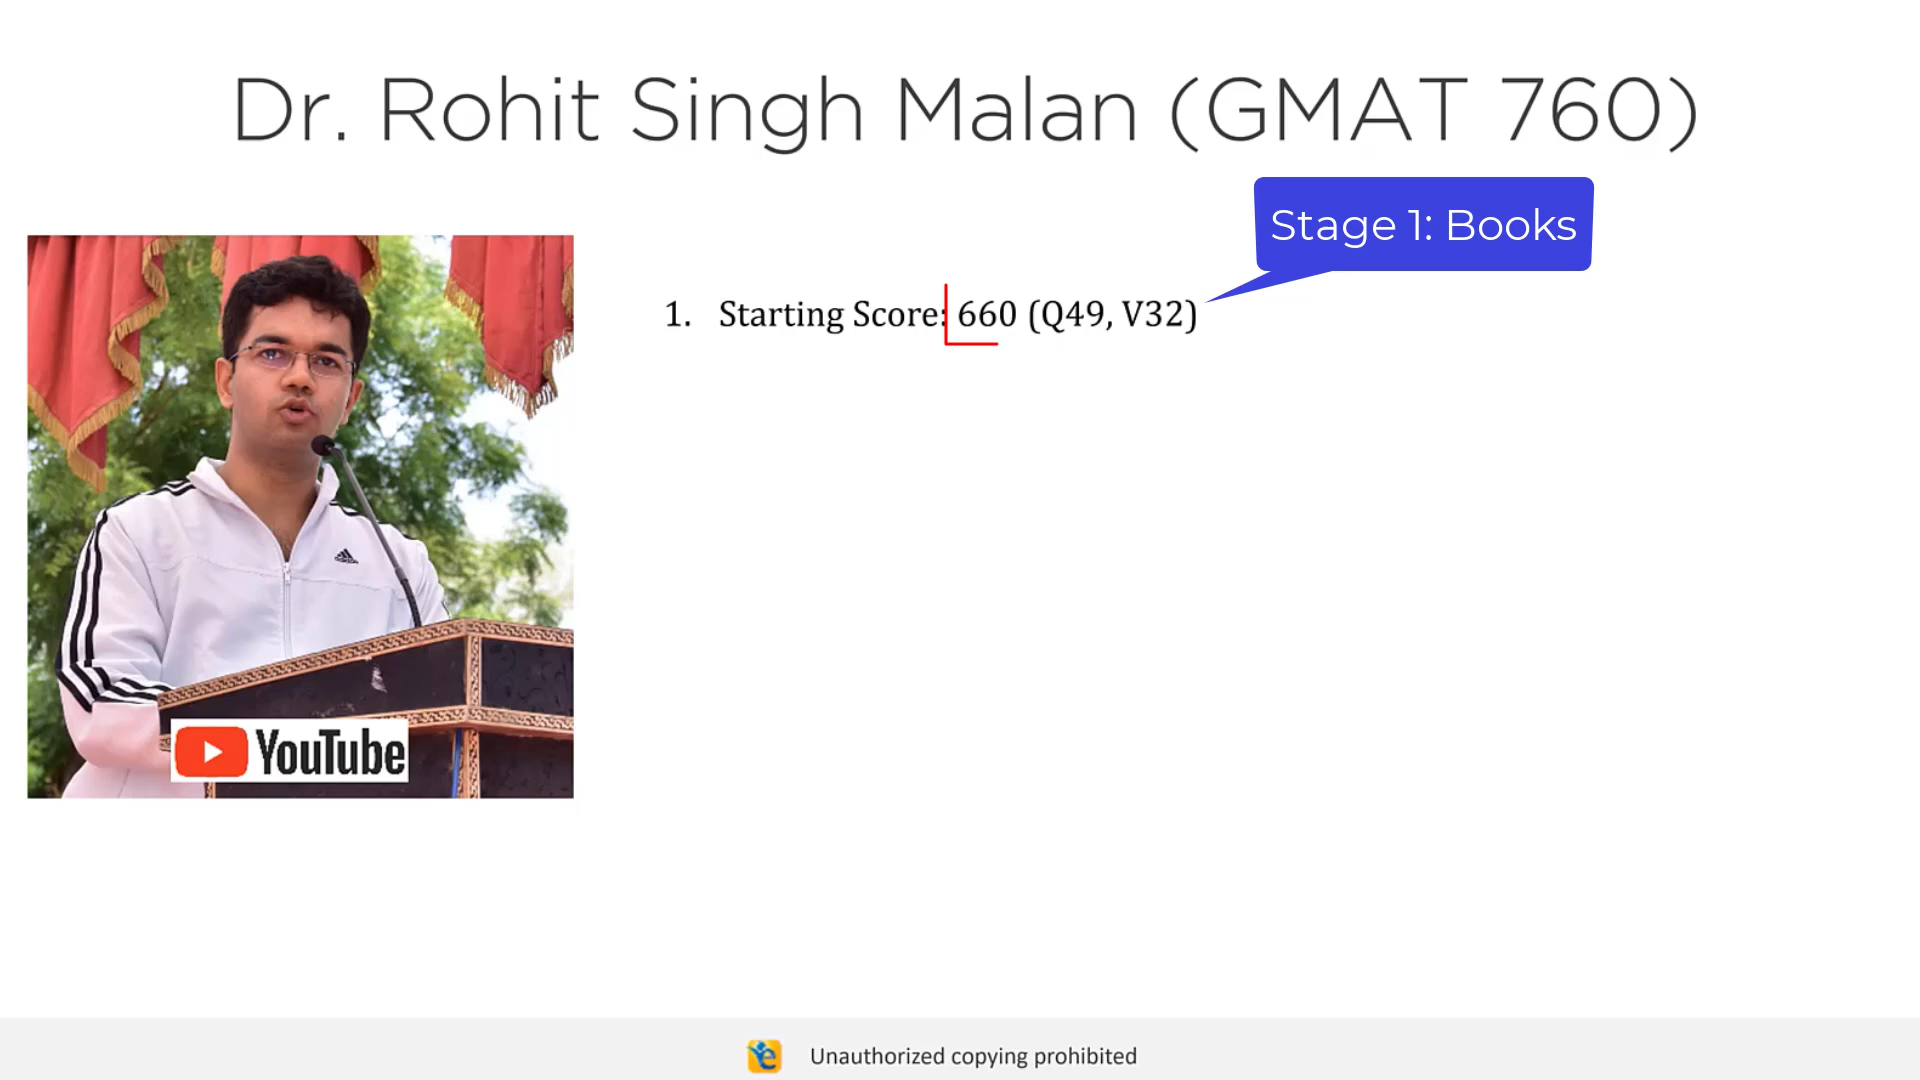 Dr. Rohit Singh Malan (GMAT 760)
Stage 1: Books
1. Starting Score: 660 (Q49, V32)
adidas
YouTube
Unauthorized copying prohibited